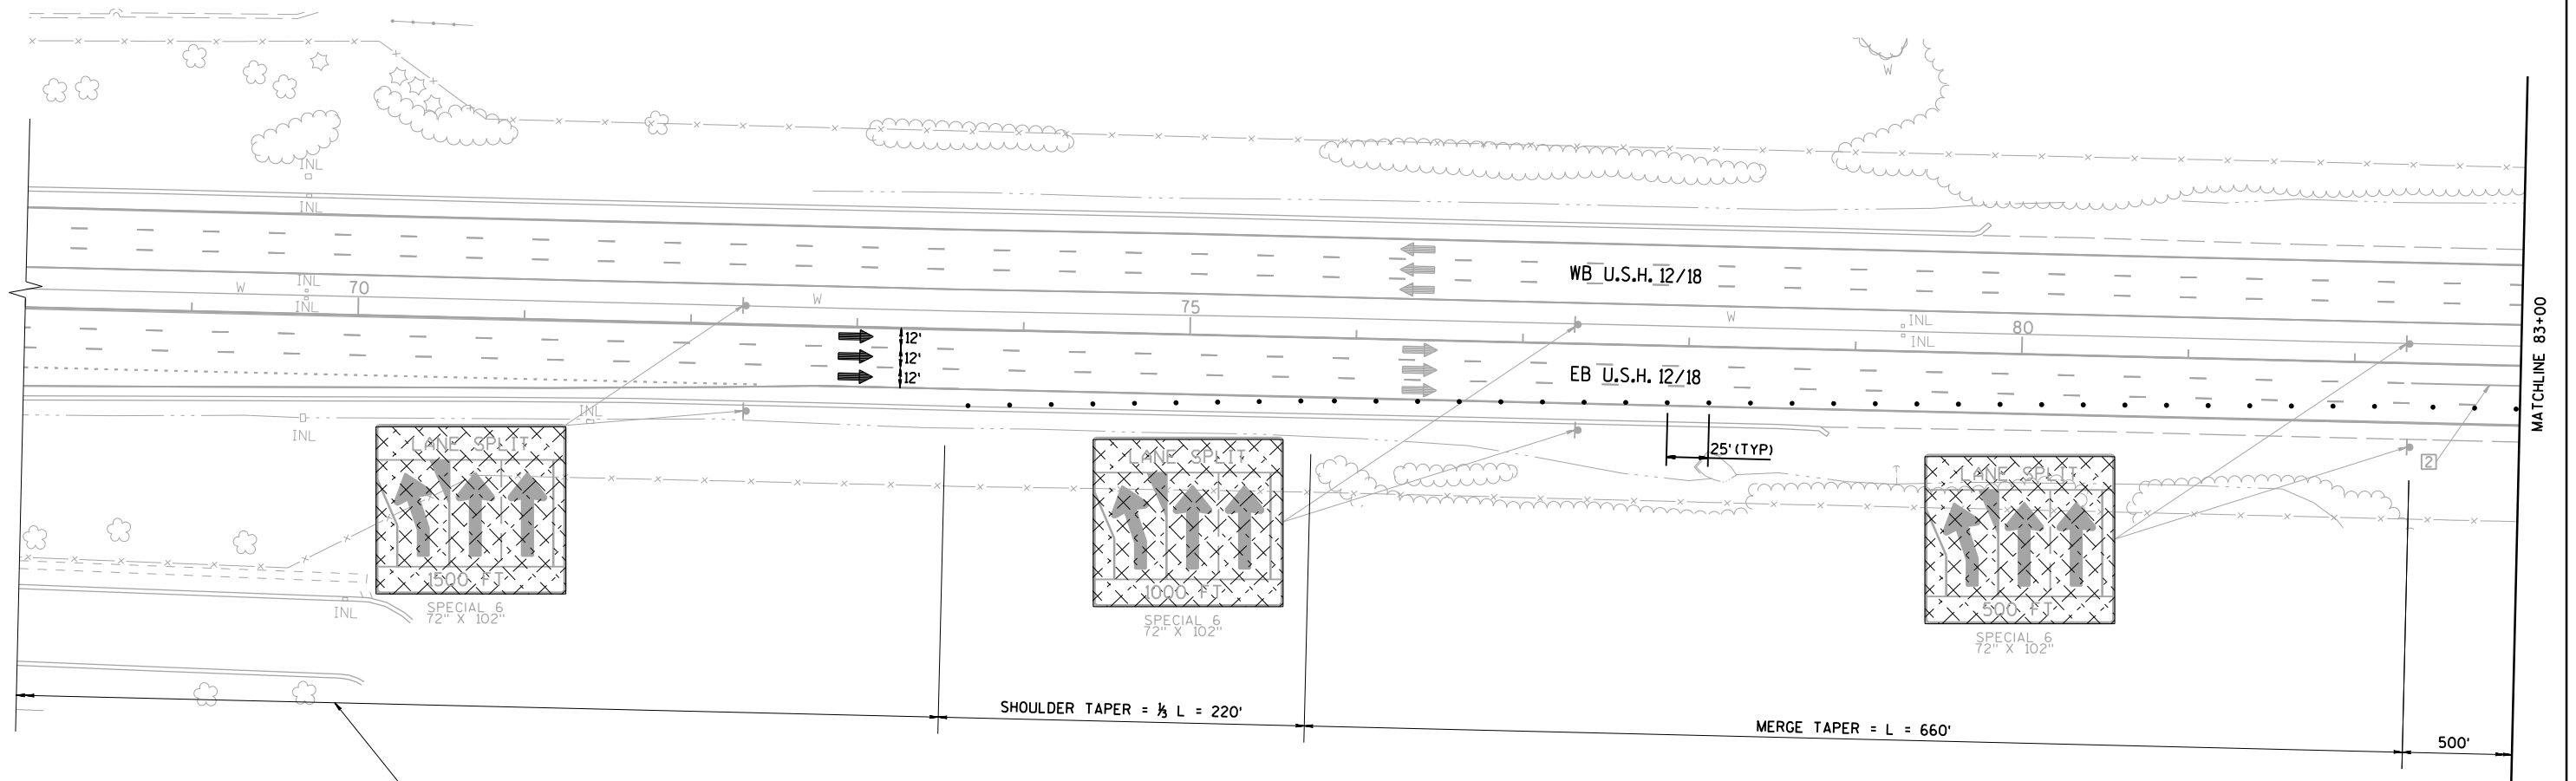 W
INL
INL
WB U.S.H. 12/18
INL
INL
W
70
W
75
W
INL
INL
80
12'
12'
12'
EB U.S.H. 12/18
MATCHLINE 83+00
INL
INL
25' (TYP)
2
LANE SPLIT
1500 FT
SPECIAL 6
72" X 102"
LANE SPLIT
1000 FT
SPECIAL 6
72" X 102"
LANE SPLIT
500 FT
SPECIAL 6
72" X 102"
INL
SHOULDER TAPER = ⅓ L = 220'
MERGE TAPER = L = 660'
500'